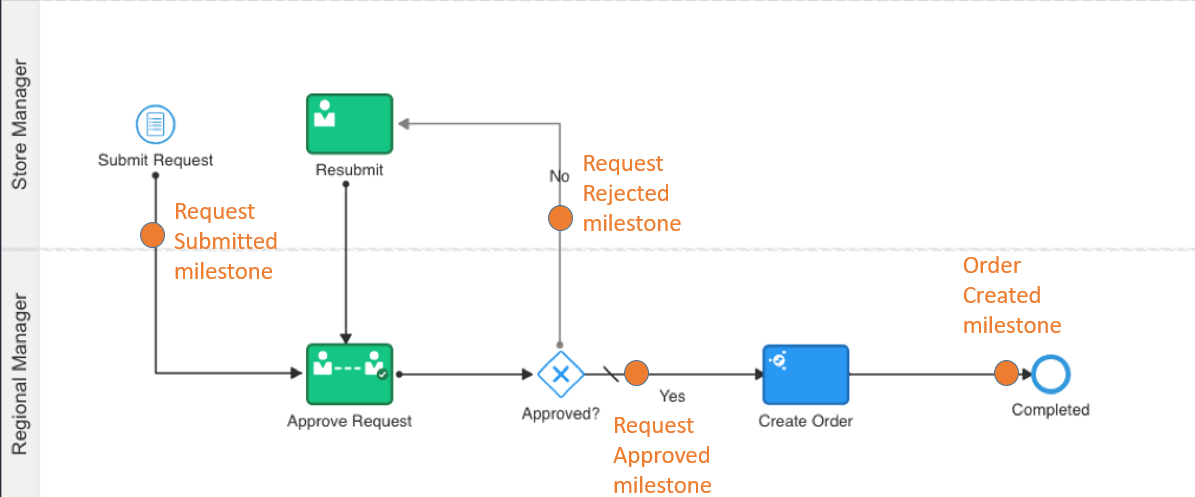 Store Manager
Submit Request
Resubmit
No
Request
Rejected
milestone
Request
Submitted
milestone
Regional Manager
Order
Created
milestone
Approve Request
Approved?
Yes
Request
Approved
milestone
Create Order
Completed